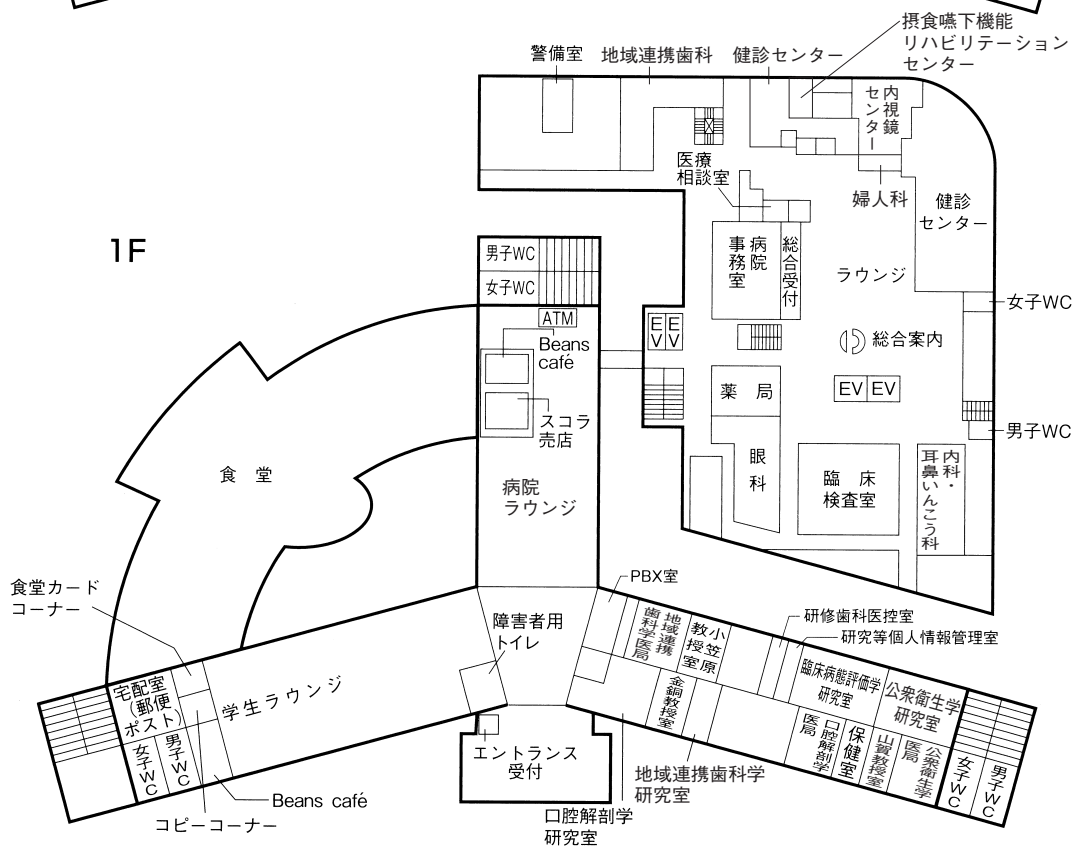 摂食嚥下機能
リハビリテーション
センター
警備室
地域連携歯科
健診センター
内視鏡
センター
医療
相談室
婦人科
健診
センター
1F
男子WC
女子WC
病院
事務室
総合受付
ラウンジ
女子WC
ATM
EV
EV
総合案内
Beans
café
薬 局
EV
EV
スコラ
売店
男子WC
食 堂
眼科
臨 床
検査室
内科・
耳鼻いんこう科
病院
ラウンジ
食堂カード
コーナー
PBX室
障害者用
トイレ
地域連携
歯科学医局
小笠原
教授室
研修歯科医控室
研究等個人情報管理室
臨床病態評価学
研究室
公衆衛生学
研究室
宅配室
(郵便
ポスト)
学生ラウンジ
金銅教授室
女子WC
男子WC
エントランス
受付
口腔解剖学
医局
保健室
山賀教授室
公衆衛生学
医局
女子WC
男子WC
地域連携歯科学
研究室
Beans café
コピーコーナー
口腔解剖学
研究室